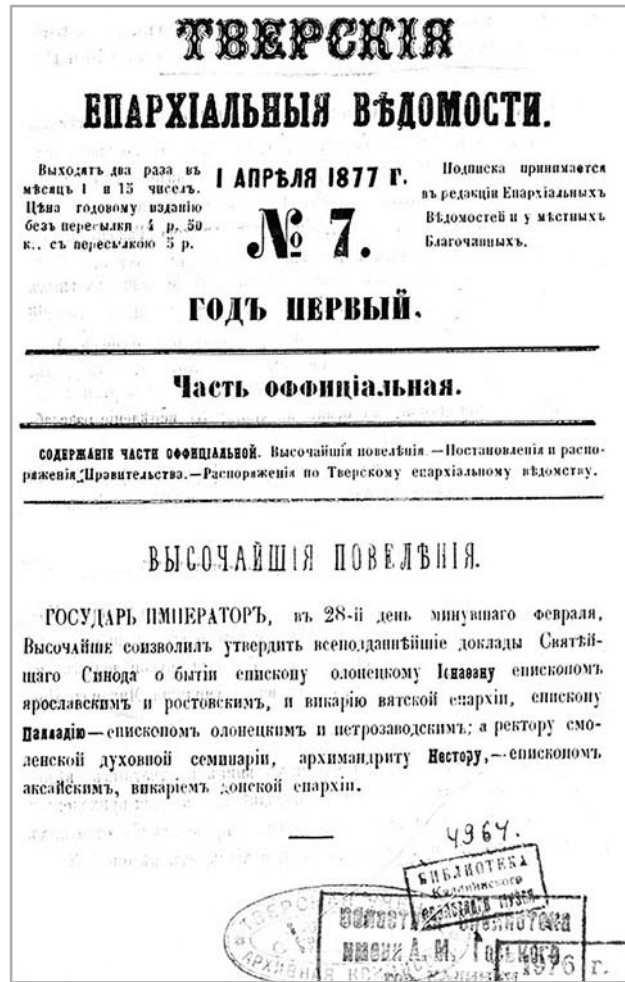 ТВЕРСКІЯ
ЕПАРХІАЛЬНЫЯ ВѢДОМОСТИ.
Выходятъ два раза въ
мѣсяцъ 1 и 15 чиселъ.
Цѣна годовому изданію
безъ пересылки 4 р. 50
к., съ пересылкою 5 р.
1 АПРѢЛЯ 1877 Г.
№ 7.
Подписка принимается
въ редакціи Епархіальныхъ
Вѣдомостей и у мѣстныхъ
Благочинныхъ.
ГОДЪ ПЕРВЫЙ.
Часть оффиціальная.
СОДЕРЖАНІЕ ЧАСТИ ОФФИЦІАЛЬНОЙ. Высочайшія повелѣнія.—Постановленія и распо-
ряженія Правительства.—Распоряженія по Тверскому епархіальному вѣдомству.
ВЫСОЧАЙШІЯ ПОВЕЛѢНІЯ.
ГОСУДАРЬ ИМПЕРАТОРЪ, въ 28-й день минувшаго февраля,
Высочайше соизволилъ утвердить всеподданнѣйшіе доклады Святѣй-
шаго Синода о бытіи епископу олонецкому Іонаѳану епископомъ
ярославскимъ и ростовскимъ, и викарію вятской епархіи, епископу
Палладію—епископомъ олонецкимъ и петрозаводскимъ; а ректору смо-
ленской духовной семинаріи, архимандриту Нестору,—епископомъ
аксайскимъ, викаріемъ донской епархіи.
4964.
БИБЛИОТЕКА
Калининского
ТВЕРСКАЯ УЧЕ
АРХИВНАЯ
Библиотека
имени А. М. Горького
1976 г.